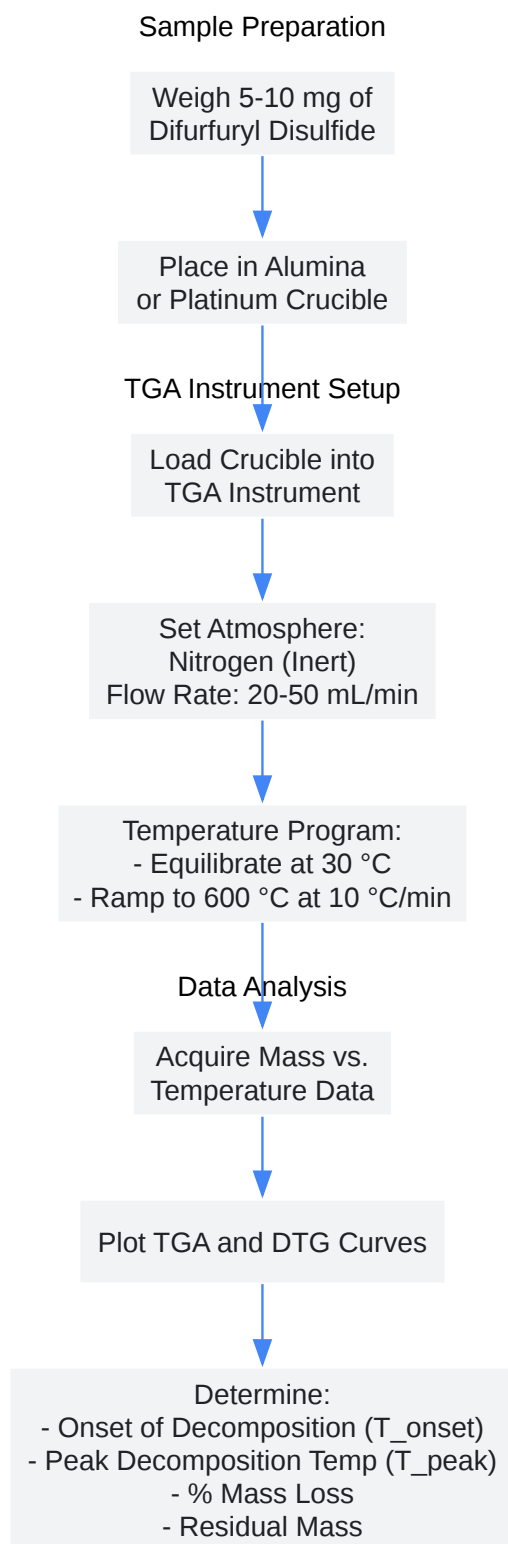 Sample Preparation
Weigh 5-10 mg of
Difurfuryl Disulfide
Place in Alumina
or Platinum Crucible
TGA Instrument Setup
Load Crucible into
TGA Instrument
Set Atmosphere:
Nitrogen (Inert)
Flow Rate: 20-50 mL/min
Temperature Program:
- Equilibrate at 30 °C
- Ramp to 600 °C at 10 °C/min
Data Analysis
Acquire Mass vs.
Temperature Data
Plot TGA and DTG Curves
Determine:
- Onset of Decomposition (T_onset)
- Peak Decomposition Temp (T_peak)
- % Mass Loss
- Residual Mass